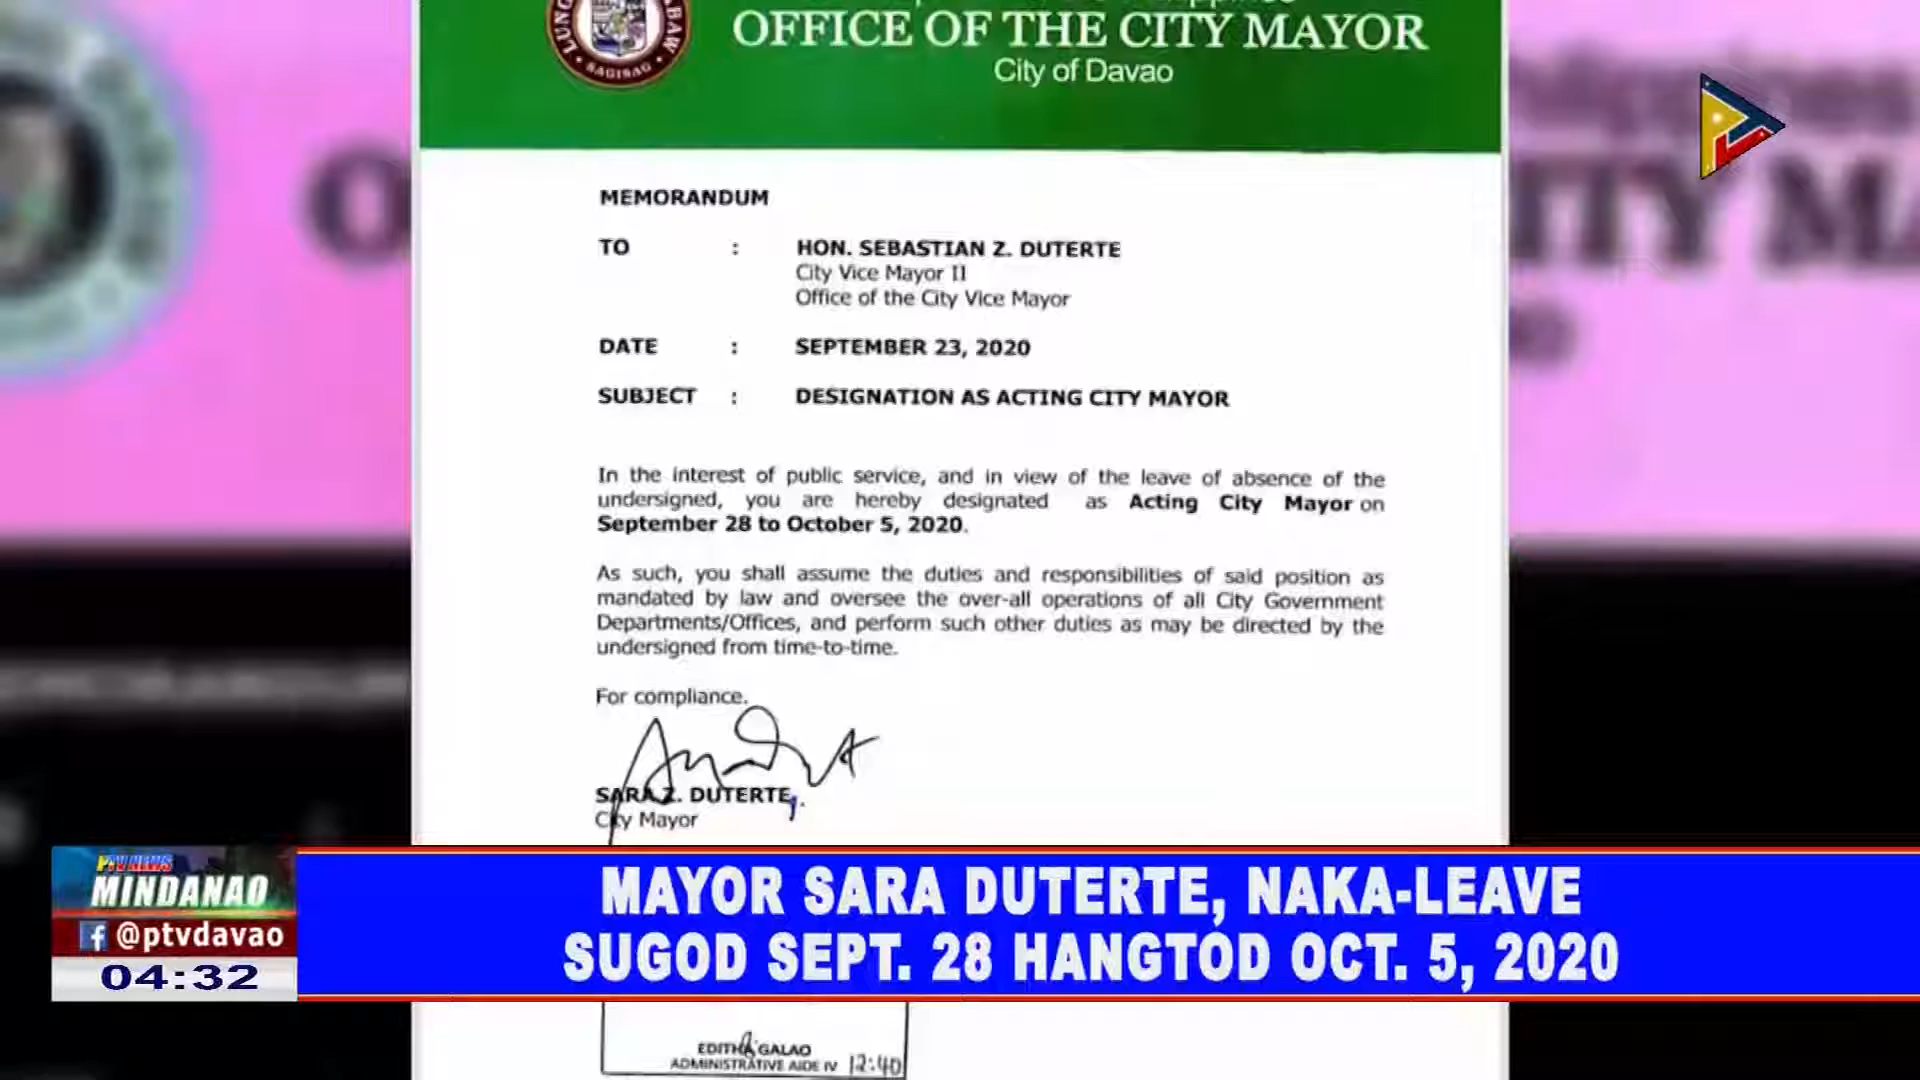 OFFICE OF THE CITY MAYOR
City of Davao
SAGISAG
MEMORANDUM
TO : HON. SEBASTIAN Z. DUTERTE
City Vice Mayor II
Office of the City Vice Mayor
DATE : SEPTEMBER 23, 2020
SUBJECT : DESIGNATION AS ACTING CITY MAYOR
In the interest of public service, and in view of the leave of absence of the
undersigned, you are hereby designated as Acting City Mayor on
September 28 to October 5, 2020.
As such, you shall assume the duties and responsibilities of said position as
mandated by law and oversee the over-all operations of all City Government
Departments/Offices, and perform such other duties as may be directed by the
undersigned from time-to-time.
For compliance.
SARA Z. DUTERTE
City Mayor
PTV NEWS
MINDANAO
f @ptvdavao
04:32
MAYOR SARA DUTERTE, NAKA-LEAVE
SUGOD SEPT. 28 HANGTOD OCT. 5, 2020
EDITHA GALAO
ADMINISTRATIVE AIDE IV 12:40